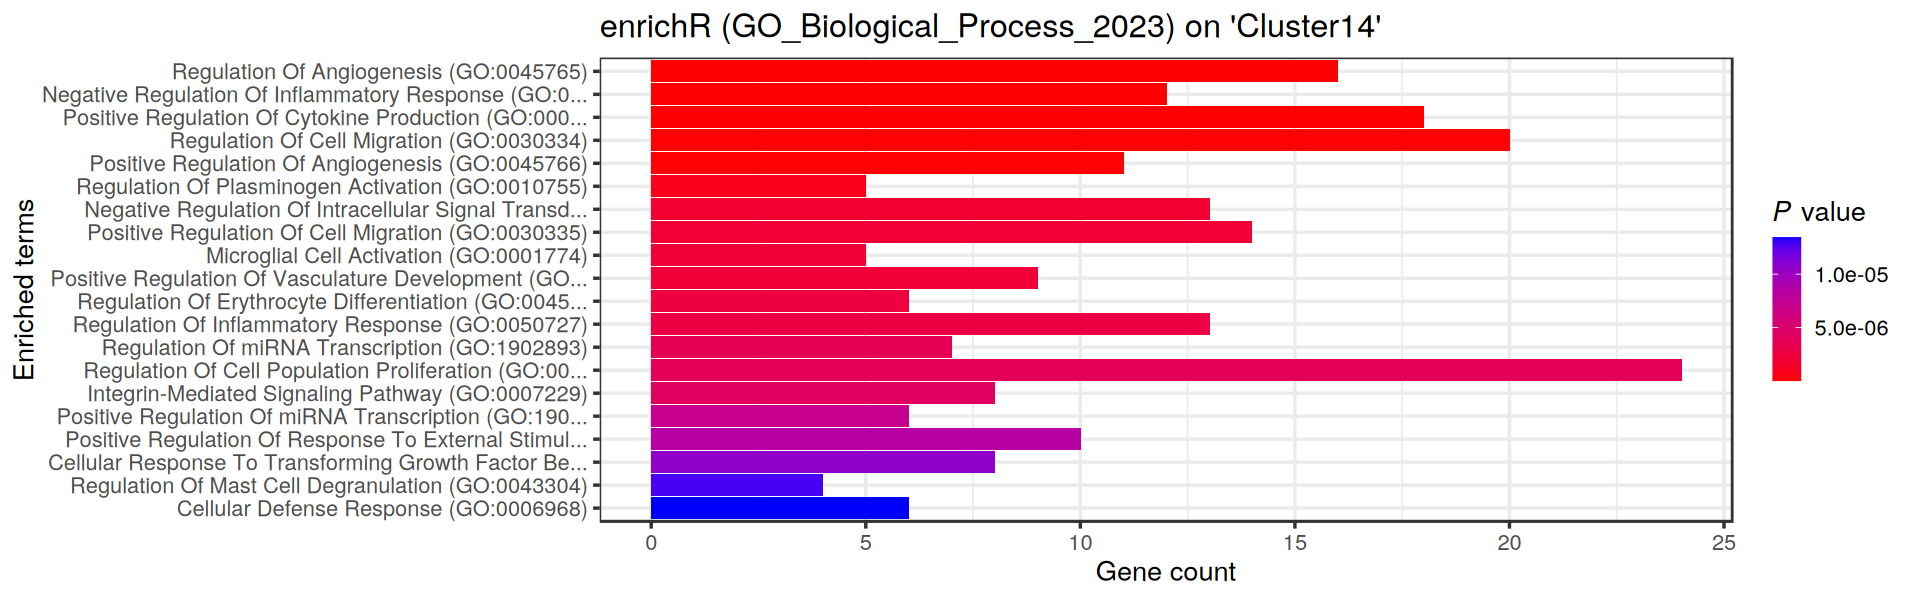 enrichR (GO_Biological_Process_2023) on 'Cluster14'
Regulation Of Angiogenesis (GO:0045765)
Negative Regulation Of Inflammatory Response (GO:0...
Positive Regulation Of Cytokine Production (GO:000...
Regulation Of Cell Migration (GO:0030334)
Positive Regulation Of Angiogenesis (GO:0045766)
Regulation Of Plasminogen Activation (GO:0010755)
Negative Regulation Of Intracellular Signal Transd...
Positive Regulation Of Cell Migration (GO:0030335)
Microglial Cell Activation (GO:0001774)
Positive Regulation Of Vasculature Development (GO...
Regulation Of Erythrocyte Differentiation (GO:0045...
Regulation Of Inflammatory Response (GO:0050727)
Regulation Of miRNA Transcription (GO:1902893)
Regulation Of Cell Population Proliferation (GO:00...
Integrin-Mediated Signaling Pathway (GO:0007229)
Positive Regulation Of miRNA Transcription (GO:190...
Positive Regulation Of Response To External Stimul...
Cellular Response To Transforming Growth Factor Be...
Regulation Of Mast Cell Degranulation (GO:0043304)
Cellular Defense Response (GO:0006968)
Enriched terms
0 5 10 15 20 25
Gene count
P value
1.0e-05
5.0e-06